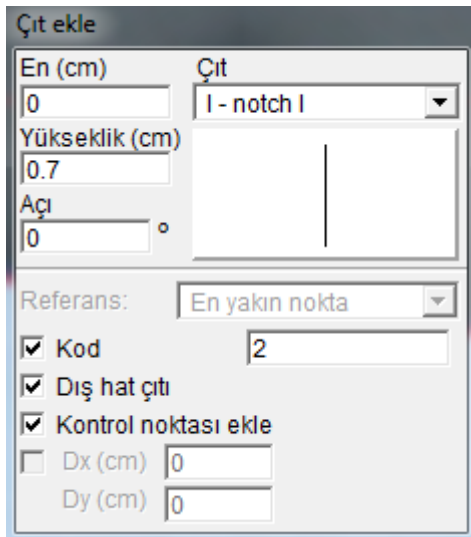 Çıt ekle
En (cm) Çıt
0 I - notch I
Yükseklik (cm)
0.7
Açı
0 °
Referans: En yakın nokta
Kod 2
Dış hat çıtı
Kontrol noktası ekle
Dx (cm) 0
Dy (cm) 0